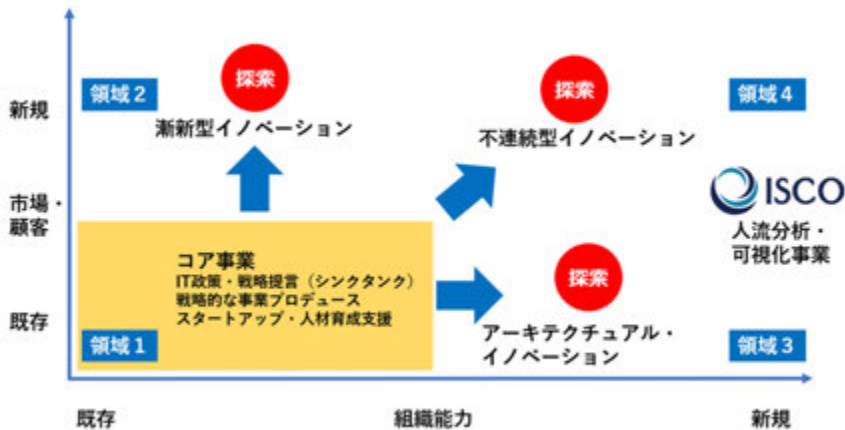 探索
探索
領域2
領域4
新規
漸新型イノベーション
不連続型イノベーション
市場・
顧客
ISCO
人流分析・
可視化事業
コア事業
IT政策・戦略提言（シンクタンク）
戦略的な事業プロデュース
スタートアップ・人材育成支援
探索
既存
領域1
アーキテクチュアル・
イノベーション
領域3
既存
組織能力
新規